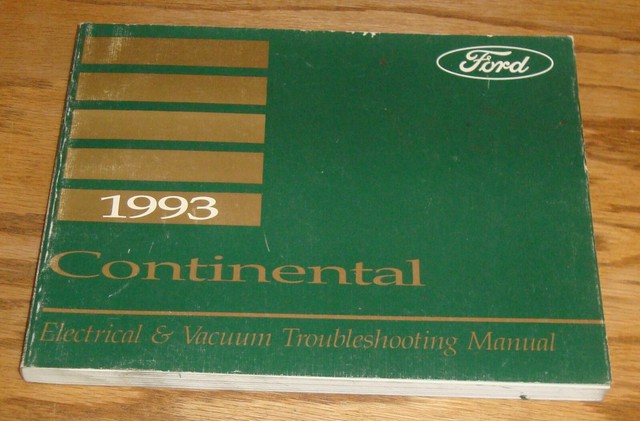 Ford
1993
Continental
Electrical & Vacuum Troubleshooting Manual